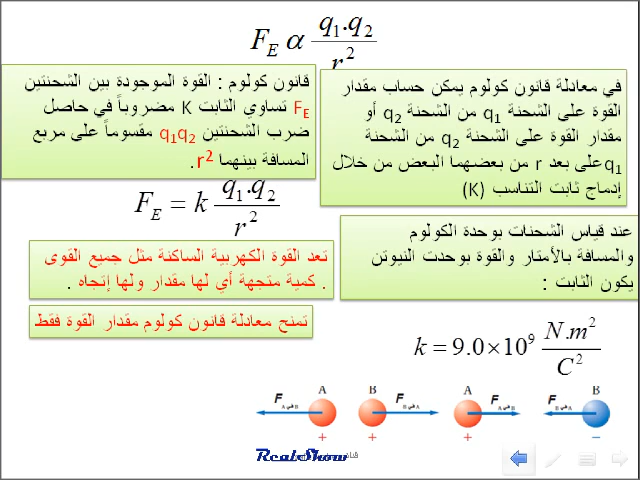 F_E α q₁.q₂ / r²
في معادلة قانون كولوم يمكن حساب مقدار
القوة على الشحنة q1 من الشحنة q2 أو
مقدار القوة على الشحنة q2 من الشحنة
q1على بعد r من بعضهما البعض من خلال
إدماج ثابت التناسب (K)
قانون كولوم : القوة الموجودة بين الشحنتين
FE تساوي الثابت K مضروباً في حاصل
ضرب الشحنتين q1q2 مقسوماً على مربع
المسافة بينهما r2.
F_E = k q₁.q₂ / r²
عند قياس الشحنات بوحدة الكولوم
والمسافة بالأمتار والقوة بوحدت النيوتن
يكون الثابت :
تعد القوة الكهربية الساكنة مثل جميع القوى
كمية متجهة أي لها مقدار ولها إتجاه .
تمنح معادلة قانون كولوم مقدار القوة فقط
k = 9.0×10⁹ N.m² / C²
F A B F F A F B
+ + + −
RealShow